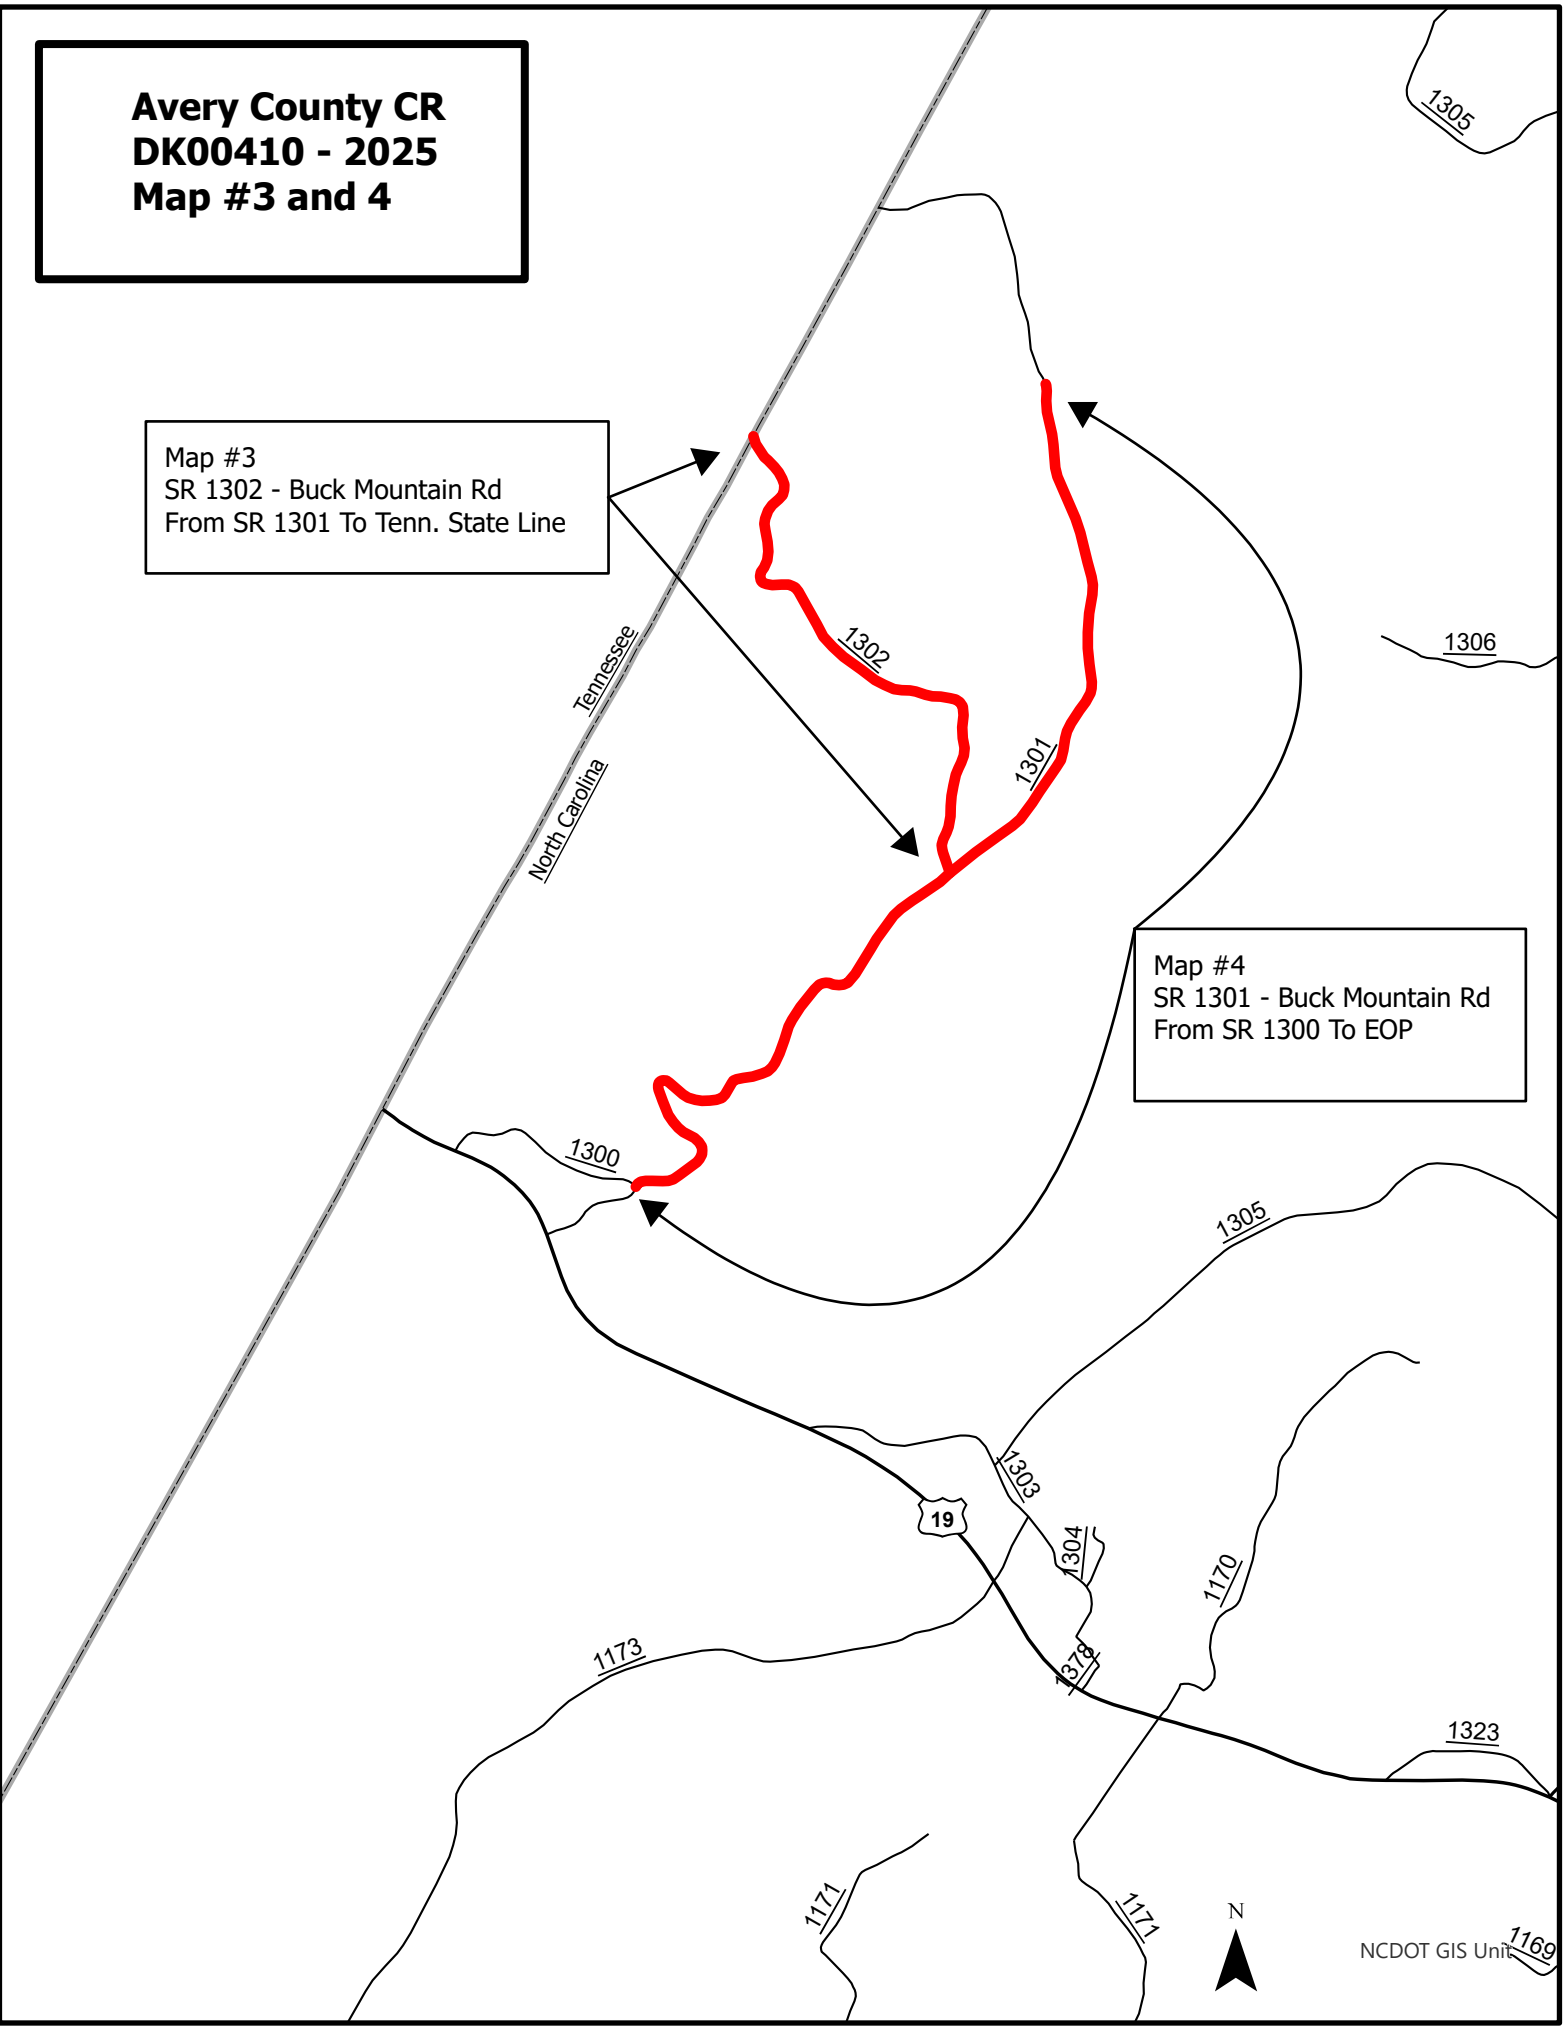 Avery County CR
DK00410 - 2025
Map #3 and 4
1305
Map #3
SR 1302 - Buck Mountain Rd
From SR 1301 To Tenn. State Line
Tennessee
North Carolina
1302
1306
1301
Map #4
SR 1301 - Buck Mountain Rd
From SR 1300 To EOP
1300
1305
1303
19
1304
1170
1173
1378
1323
1171
1171
N
NCDOT GIS Unit
1169